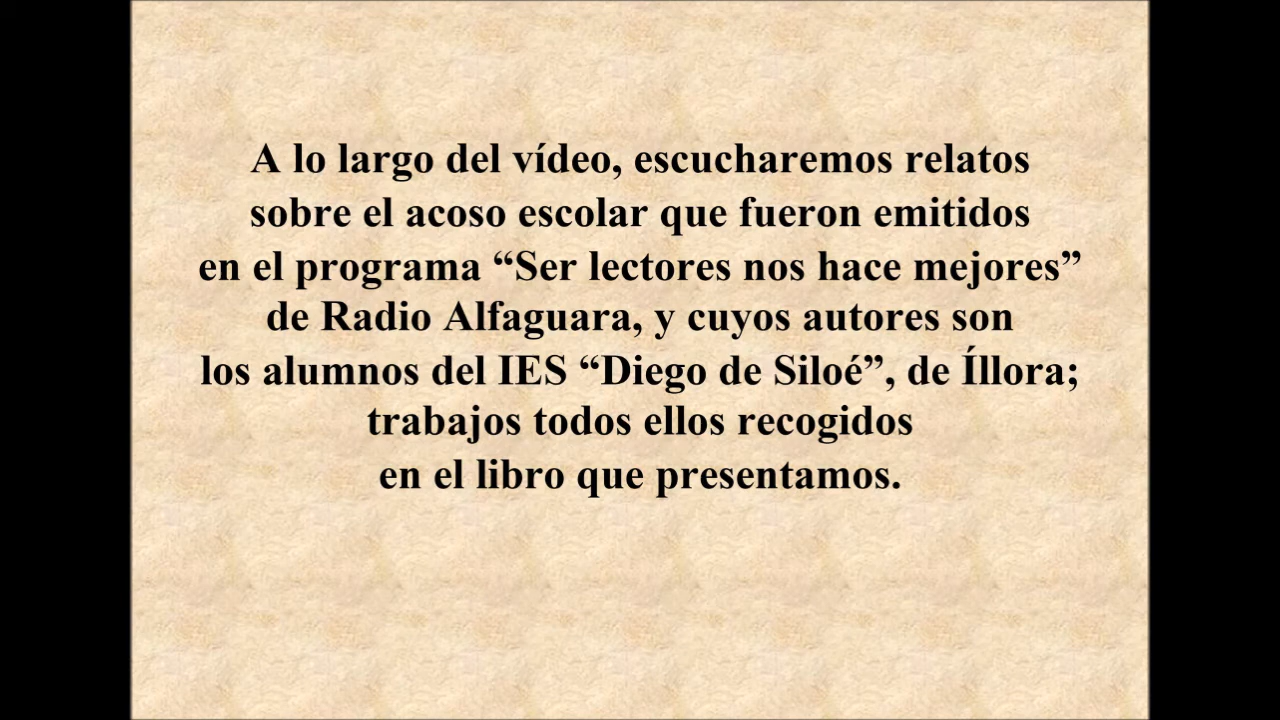 A lo largo del vídeo, escucharemos relatos
sobre el acoso escolar que fueron emitidos
en el programa “Ser lectores nos hace mejores”
de Radio Alfaguara, y cuyos autores son
los alumnos del IES “Diego de Siloé”, de Íllora;
trabajos todos ellos recogidos
en el libro que presentamos.